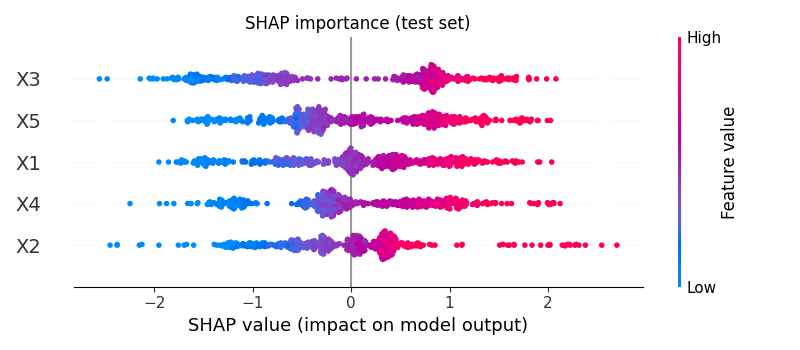 SHAP importance (test set)
High
X3
X5
X1
X4
X2
Feature value
Low
−2
−1
0
1
2
SHAP value (impact on model output)